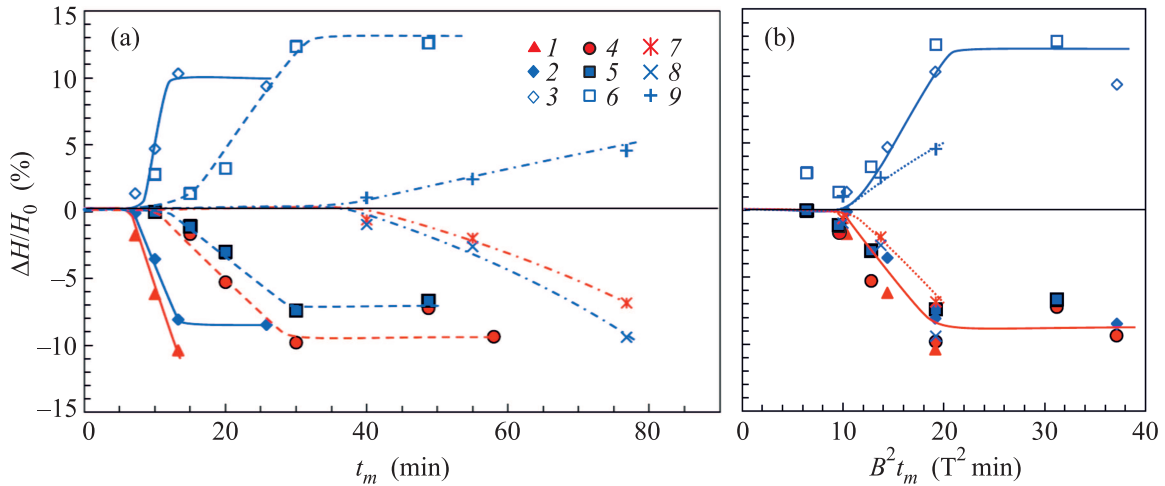 15
10
5
0
–5
–10
–15
ΔH/H₀ (%)
(a)
1 4 7
2 5 8
3 6 9
0 20 40 60 80
tₘ (min)
(b)
0 10 20 30 40
B²tₘ (T² min)